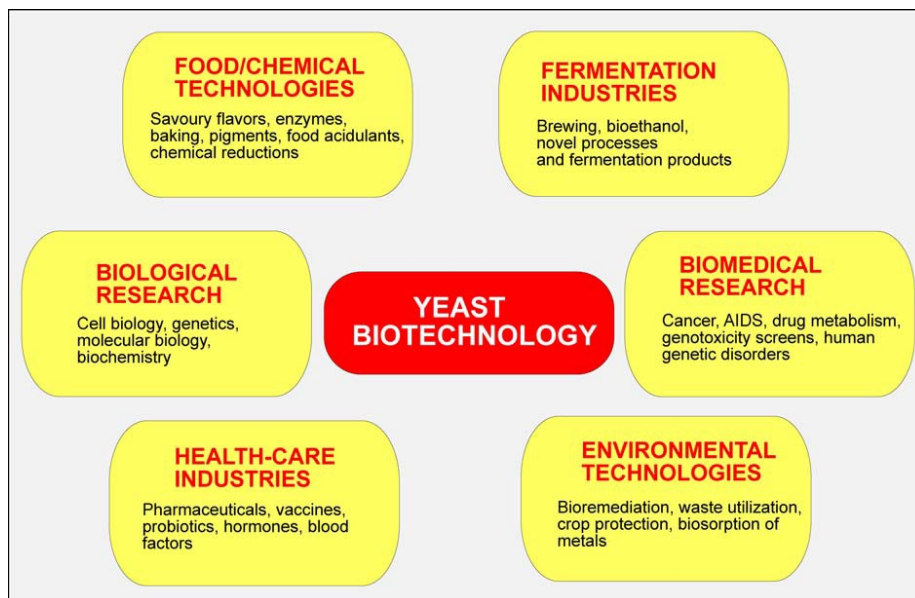 FOOD/CHEMICAL
TECHNOLOGIES
Savoury flavors, enzymes,
baking, pigments, food acidulants,
chemical reductions
FERMENTATION
INDUSTRIES
Brewing, bioethanol,
novel processes
and fermentation products
BIOLOGICAL
RESEARCH
Cell biology, genetics,
molecular biology,
biochemistry
YEAST
BIOTECHNOLOGY
BIOMEDICAL
RESEARCH
Cancer, AIDS, drug metabolism,
genotoxicity screens, human
genetic disorders
HEALTH-CARE
INDUSTRIES
Pharmaceuticals, vaccines,
probiotics, hormones, blood
factors
ENVIRONMENTAL
TECHNOLOGIES
Bioremediation, waste utilization,
crop protection, biosorption of
metals